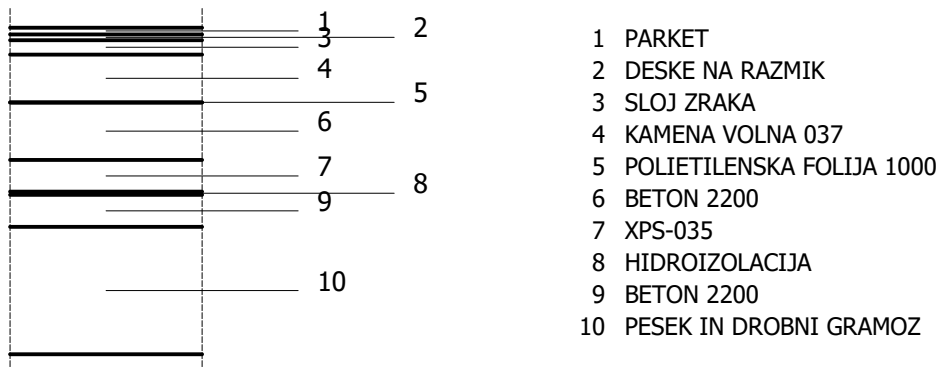 1
2
3
4
5
6
7
8
9
10
1 PARKET
2 DESKE NA RAZMIK
3 SLOJ ZRAKA
4 KAMENA VOLNA 037
5 POLIETILENSKA FOLIJA 1000
6 BETON 2200
7 XPS-035
8 HIDROIZOLACIJA
9 BETON 2200
10 PESEK IN DROBNI GRAMOZ